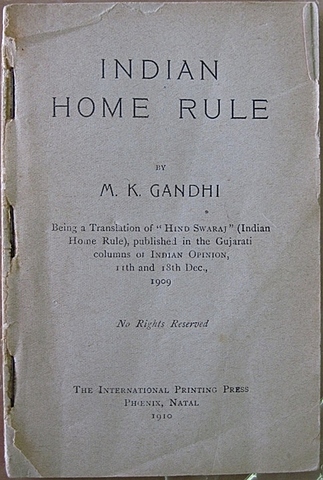 INDIAN
HOME RULE
BY
M. K. GANDHI
Being a Translation of "HIND SWARAJ" (Indian
Home Rule), published in the Gujarati
columns of INDIAN OPINION,
11th and 18th Dec.,
1909
No Rights Reserved
THE INTERNATIONAL PRINTING PRESS
PHŒNIX, NATAL
1910